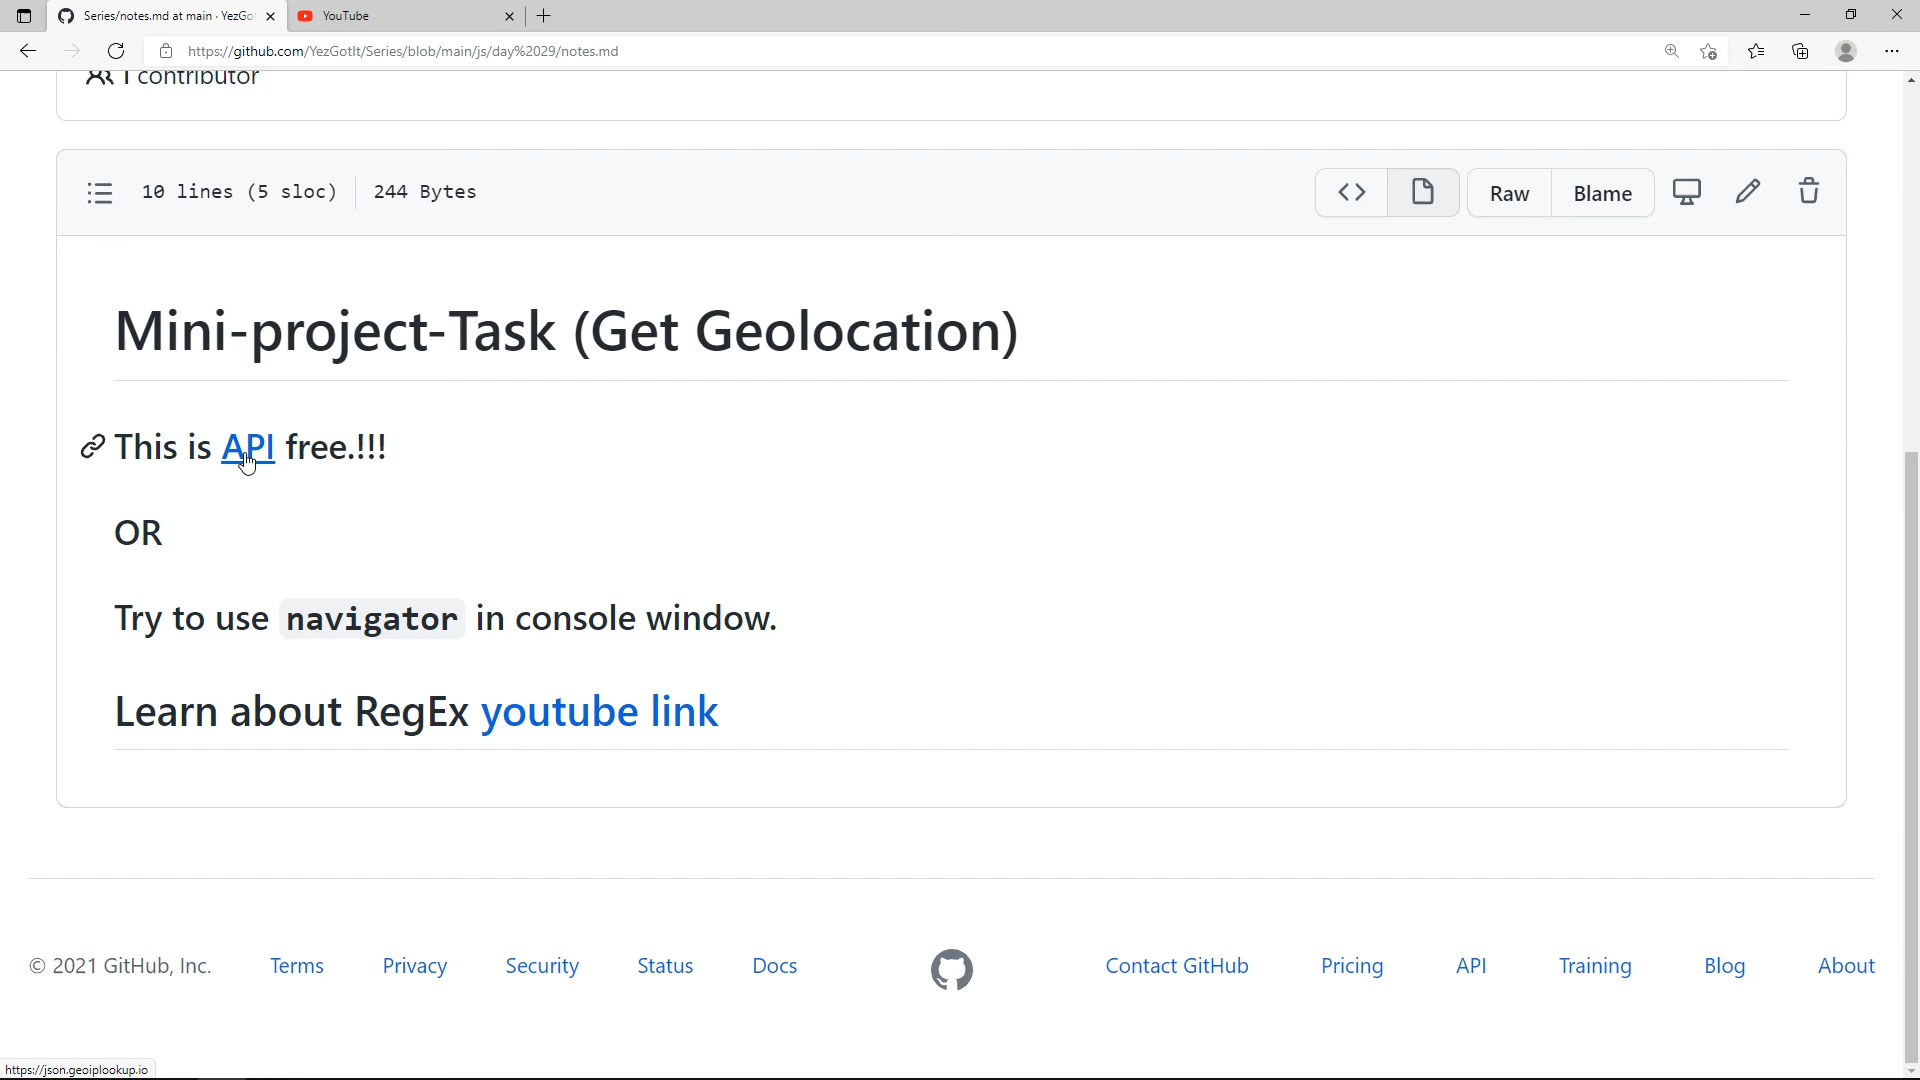 Series/notes.md at main · YezGo
YouTube
https://github.com/YezGotIt/Series/blob/main/js/day%2029/notes.md
1 contributor
10 lines (5 sloc)
244 Bytes
Raw
Blame
Mini-project-Task (Get Geolocation)
This is API free.!!!
OR
Try to use navigator in console window.
Learn about RegEx youtube link
© 2021 GitHub, Inc.
Terms
Privacy
Security
Status
Docs
Contact GitHub
Pricing
API
Training
Blog
About
https://json.geoiplookup.io